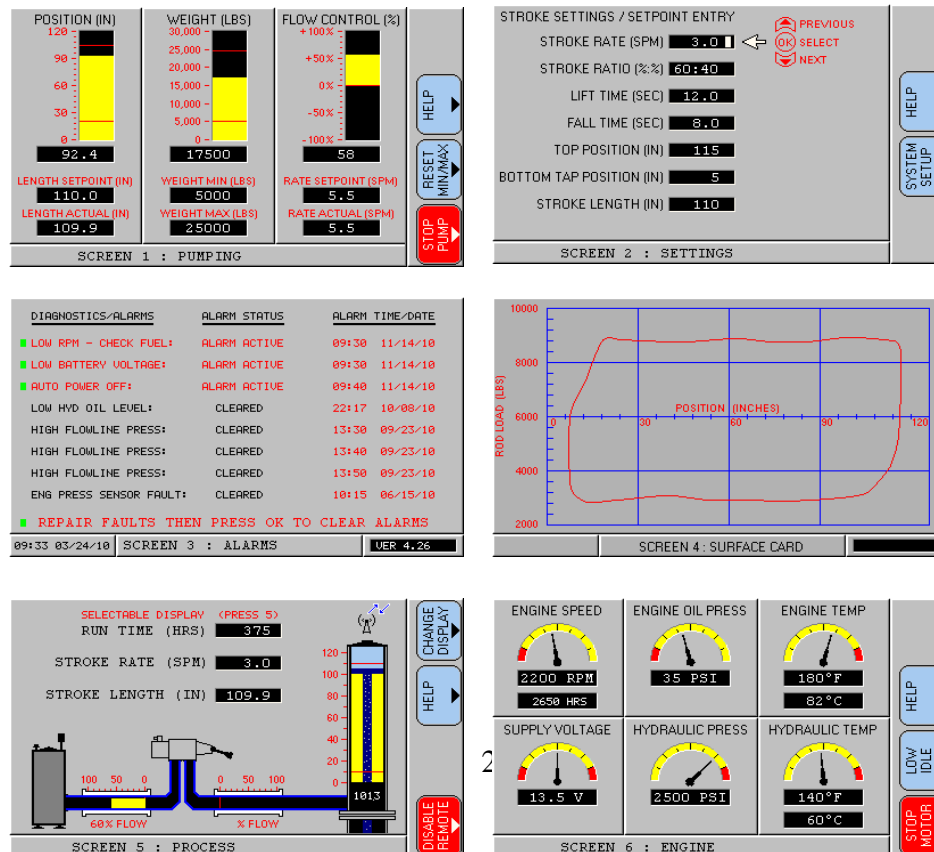 POSITION (IN)
120
90
60
30
0
92.4
LENGTH SETPOINT (IN)
110.0
LENGTH ACTUAL (IN)
109.9
WEIGHT (LBS)
30,000
25,000
20,000
15,000
10,000
5,000
0
17500
WEIGHT MIN (LBS)
5000
WEIGHT MAX (LBS)
25000
FLOW CONTROL (%)
+100%
+50%
0%
-50%
-100%
58
RATE SETPOINT (SPM)
5.5
RATE ACTUAL (SPM)
5.5
HELP
RESET MIN/MAX
STOP PUMP
SCREEN 1 : PUMPING
STROKE SETTINGS / SETPOINT ENTRY
STROKE RATE (SPM) 3.0
STROKE RATIO (%:%) 60:40
LIFT TIME (SEC) 12.0
FALL TIME (SEC) 8.0
TOP POSITION (IN) 115
BOTTOM TAP POSITION (IN) 5
STROKE LENGTH (IN) 110
PREVIOUS
OK SELECT
NEXT
HELP
SYSTEM SETUP
SCREEN 2 : SETTINGS
DIAGNOSTICS/ALARMS ALARM STATUS ALARM TIME/DATE
LOW RPM - CHECK FUEL: ALARM ACTIVE 09:30 11/14/10
LOW BATTERY VOLTAGE: ALARM ACTIVE 09:30 11/14/10
AUTO POWER OFF: ALARM ACTIVE 09:40 11/14/10
LOW HYD OIL LEVEL: CLEARED 22:17 10/08/10
HIGH FLOWLINE PRESS: CLEARED 13:30 09/23/10
HIGH FLOWLINE PRESS: CLEARED 13:40 09/23/10
HIGH FLOWLINE PRESS: CLEARED 13:50 09/23/10
ENG PRESS SENSOR FAULT: CLEARED 10:15 06/15/10
REPAIR FAULTS THEN PRESS OK TO CLEAR ALARMS
09:33 03/24/10 SCREEN 3 : ALARMS VER 4.26
10000
8000
6000
4000
2000
ROD LOAD (LBS)
POSITION (INCHES)
0 30 60 90 120
SCREEN 4 : SURFACE CARD
SELECTABLE DISPLAY (PRESS 5)
RUN TIME (HRS) 375
STROKE RATE (SPM) 3.0
STROKE LENGTH (IN) 109.9
120
100
80
60
40
20
0
1013
100 50 0
60% FLOW
0 50 100
% FLOW
CHANGE DISPLAY
HELP
DISABLE REMOTE
SCREEN 5 : PROCESS
2
ENGINE SPEED
2200 RPM
2650 HRS
ENGINE OIL PRESS
35 PSI
ENGINE TEMP
180°F
82°C
SUPPLY VOLTAGE
13.5 V
HYDRAULIC PRESS
2500 PSI
HYDRAULIC TEMP
140°F
60°C
HELP
LOW IDLE
STOP MOTOR
SCREEN 6 : ENGINE